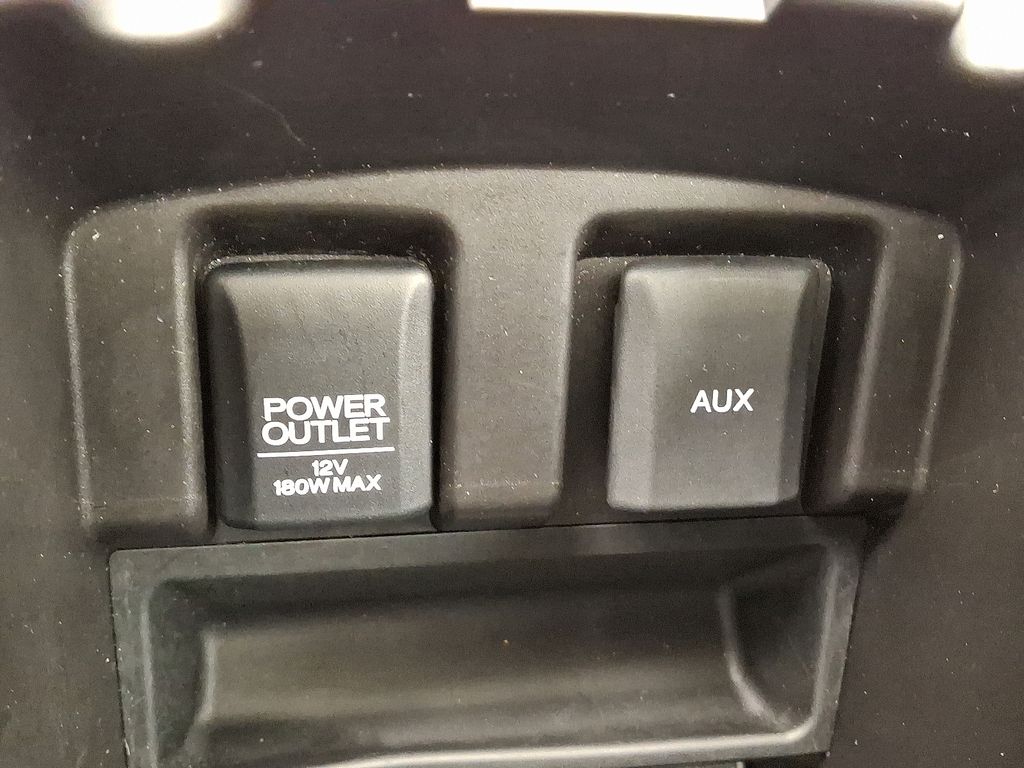 POWER
OUTLET
12V
180W MAX
AUX